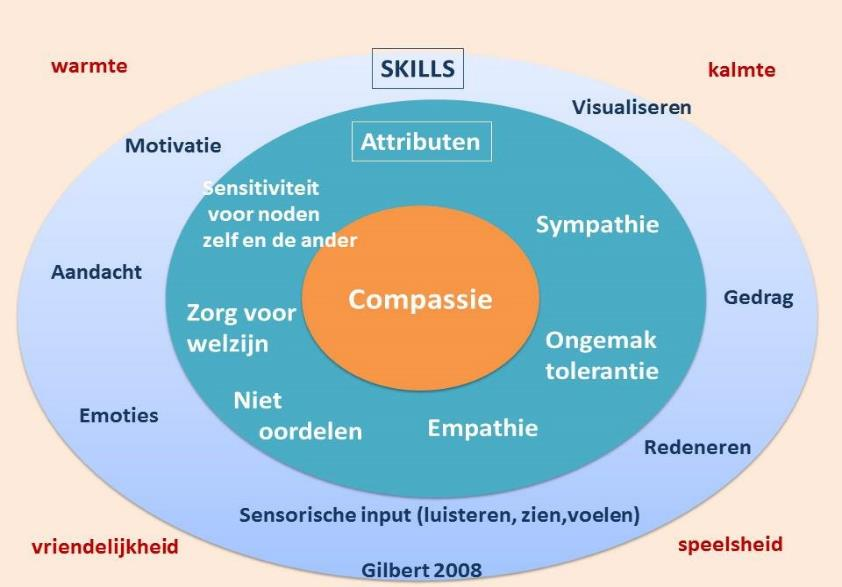 warmte
SKILLS
kalmte
Visualiseren
Motivatie
Attributen
Sensitiviteit
voor noden
zelf en de ander
Sympathie
Aandacht
Compassie
Gedrag
Zorg voor
welzijn
Ongemak
tolerantie
Niet
oordelen
Emoties
Empathie
Redeneren
Sensorische input (luisteren, zien,voelen)
vriendelijkheid
speelsheid
Gilbert 2008